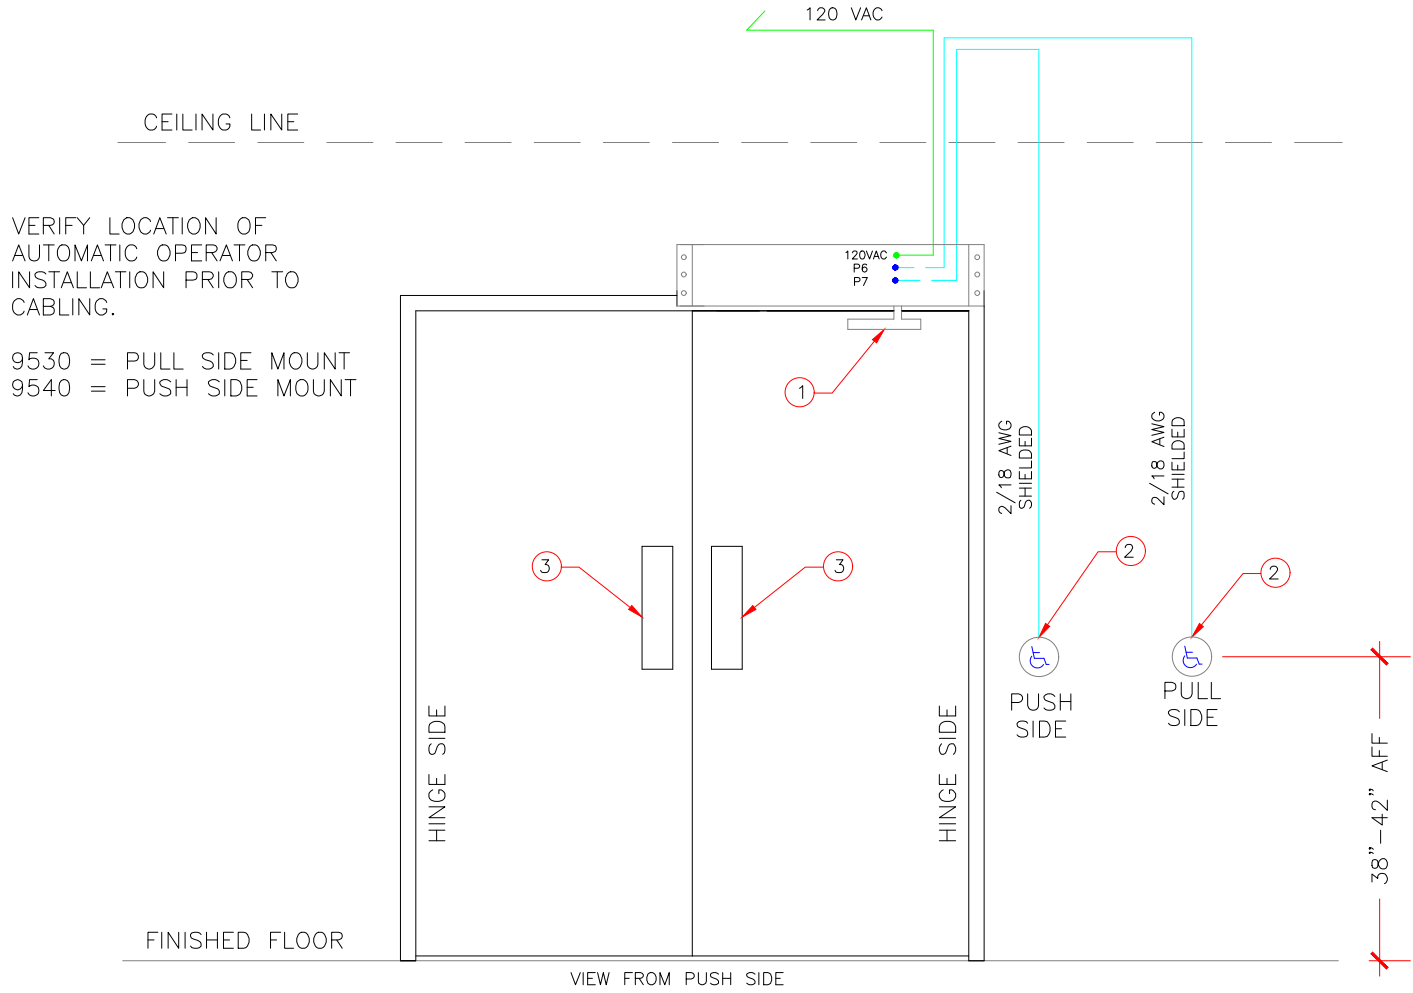 120 VAC
CEILING LINE
VERIFY LOCATION OF
AUTOMATIC OPERATOR
INSTALLATION PRIOR TO
CABLING.
9530 = PULL SIDE MOUNT
9540 = PUSH SIDE MOUNT
120VAC
P6
P7
1
2/18 AWG
SHIELDED
2/18 AWG
SHIELDED
3
3
2
2
PUSH
SIDE
PULL
SIDE
HINGE SIDE
HINGE SIDE
38”-42” AFF
FINISHED FLOOR
VIEW FROM PUSH SIDE